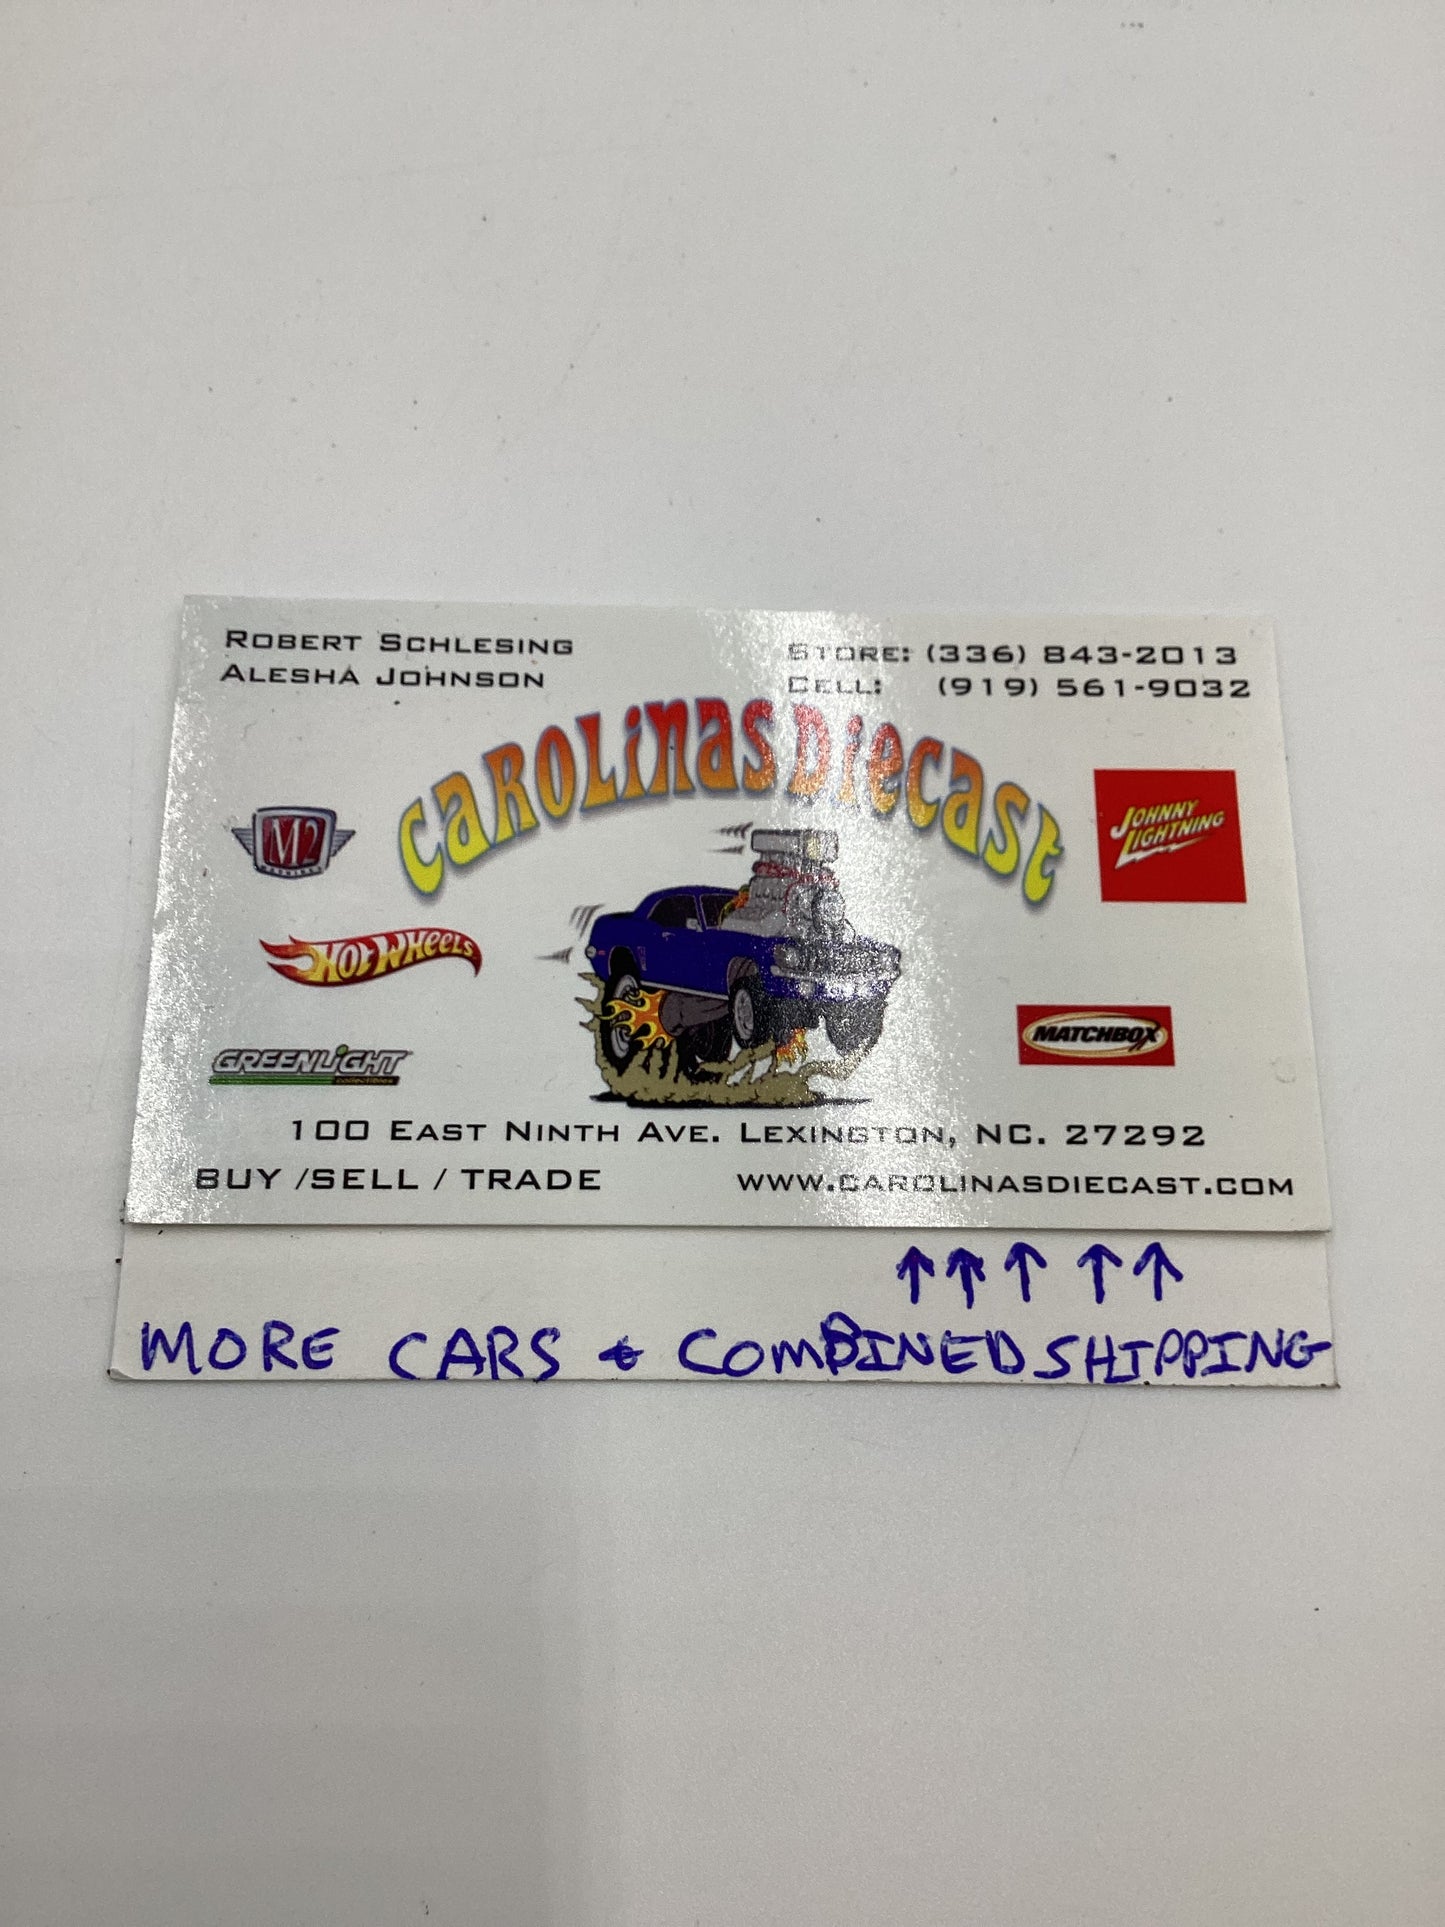 ROBERT SCHLESING
ALESHA JOHNSON
STORE: (336) 843-2013
CELL: (919) 561-9032
CAROLINAS DIECAST
M2
MACHINES
JOHNNY
LIGHTNING
HOT WHEELS
GREENLIGHT
collectibles
MATCHBOX
100 EAST NINTH AVE. LEXINGTON, NC. 27292
BUY /SELL / TRADE
WWW.CAROLINASDIECAST.COM
↑ ↑ ↑ ↑ ↑
MORE CARS & COMBINED SHIPPING